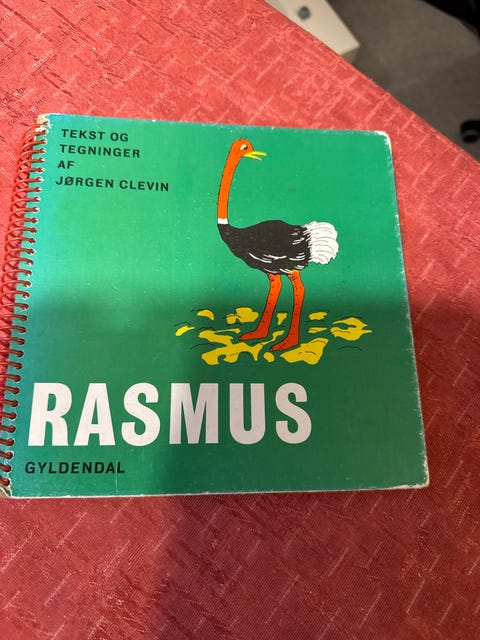 TEKST OG
TEGNINGER
AF
JØRGEN CLEVIN
RASMUS
GYLDENDAL